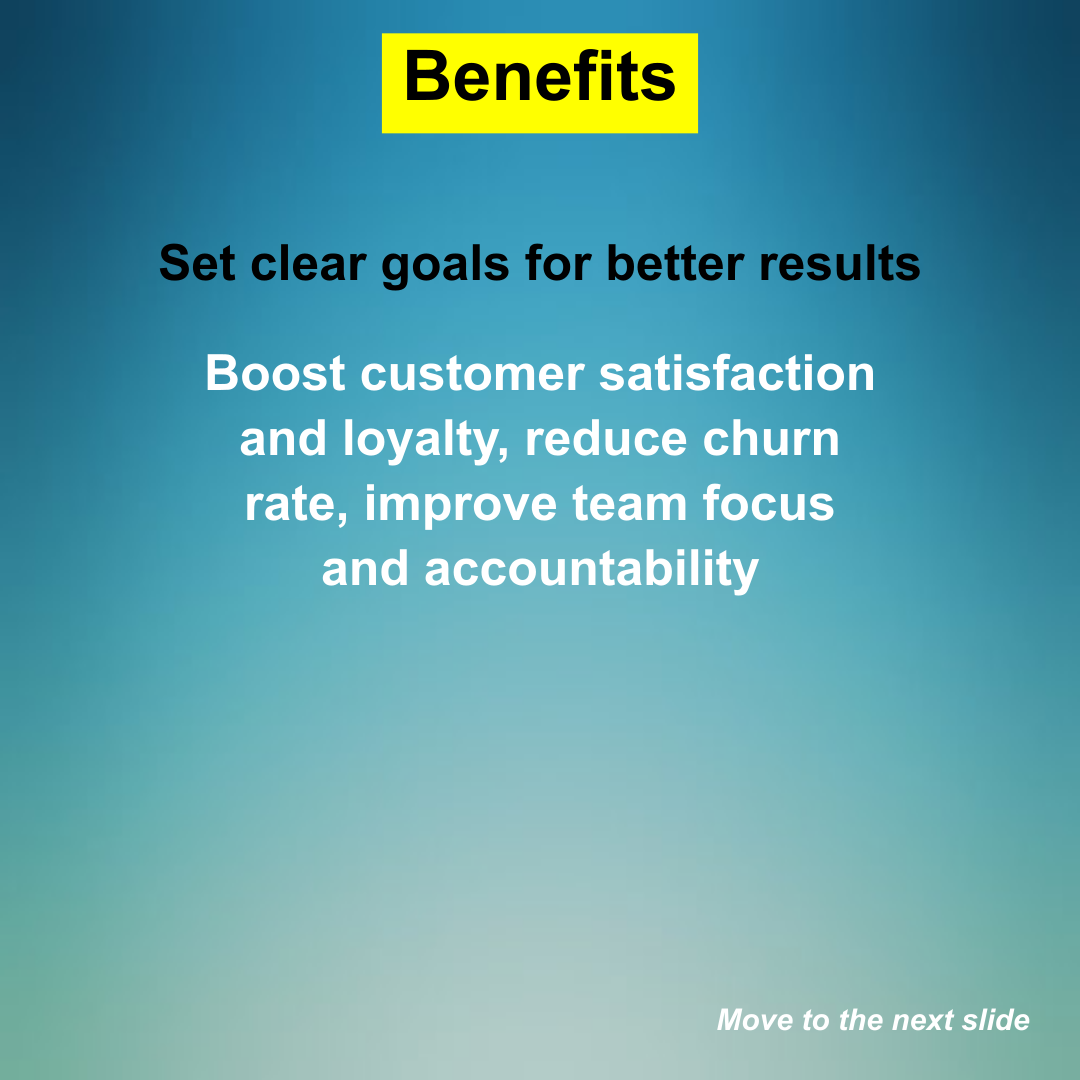 Benefits
Set clear goals for better results
Boost customer satisfaction
and loyalty, reduce churn
rate, improve team focus
and accountability
Move to the next slide